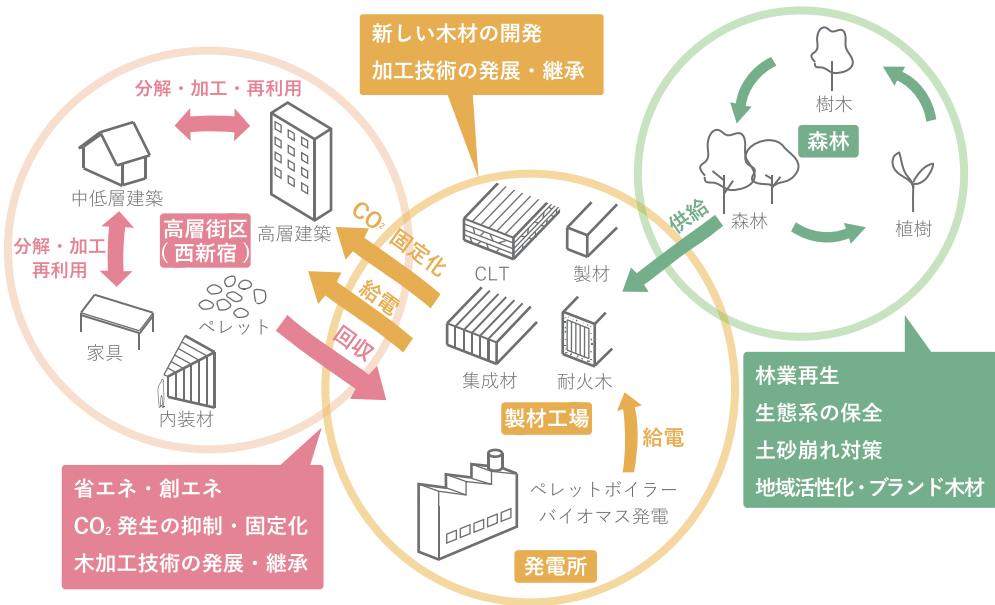 新しい木材の開発
加工技術の発展・継承
分解・加工・再利用
中低層建築
高層街区
(西新宿)
高層建築
分解・加工
再利用
ペレット
家具
内装材
CO₂ 固定化
給電
回収
CLT
製材
集成材
耐火木
製材工場
給電
ペレットボイラー
バイオマス発電
発電所
供給
樹木
森林
森林
植樹
林業再生
生態系の保全
土砂崩れ対策
地域活性化・ブランド木材
省エネ・創エネ
CO₂ 発生の抑制・固定化
木加工技術の発展・継承